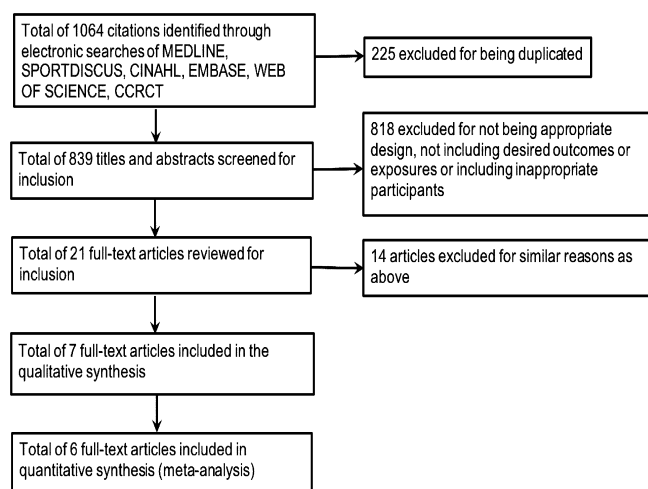 Total of 1064 citations identified through
electronic searches of MEDLINE,
SPORTDISCUS, CINAHL, EMBASE, WEB
OF SCIENCE, CCRCT
225 excluded for being duplicated
818 excluded for not being appropriate
design, not including desired outcomes or
exposures or including inappropriate
participants
Total of 839 titles and abstracts screened for
inclusion
Total of 21 full-text articles reviewed for
inclusion
14 articles excluded for similar reasons as
above
Total of 7 full-text articles included in the
qualitative synthesis
Total of 6 full-text articles included in
quantitative synthesis (meta-analysis)